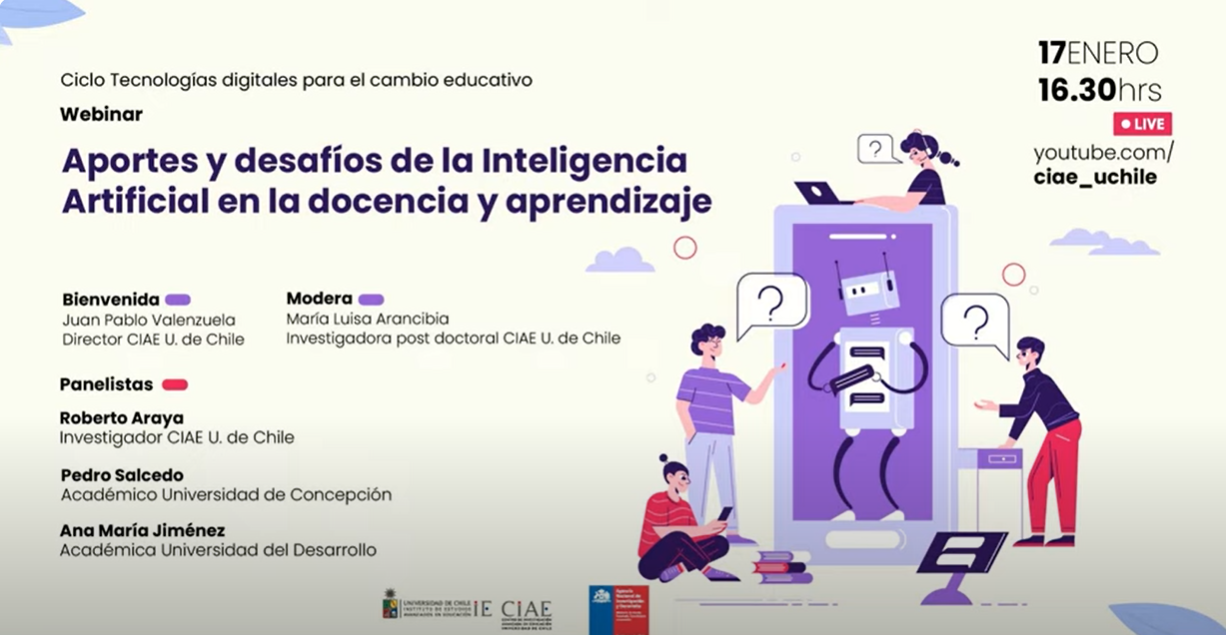 Ciclo Tecnologías digitales para el cambio educativo
Webinar
Aportes y desafíos de la Inteligencia
Artificial en la docencia y aprendizaje
17ENERO
16.30hrs
LIVE
youtube.com/
ciae_uchile
?
?
?
Bienvenida
Juan Pablo Valenzuela
Director CIAE U. de Chile
Modera
María Luisa Arancibia
Investigadora post doctoral CIAE U. de Chile
Panelistas
Roberto Araya
Investigador CIAE U. de Chile
Pedro Salcedo
Académico Universidad de Concepción
Ana María Jiménez
Académica Universidad del Desarrollo
UNIVERSIDAD DE CHILE
INSTITUTO DE ESTUDIOS
AVANZADOS EN EDUCACIÓN
IE
CIAE
Agencia
Nacional de
Investigación
y Desarrollo